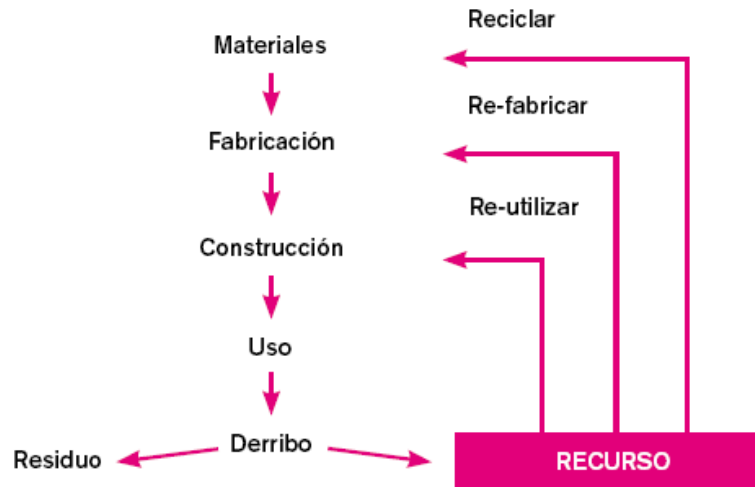 Reciclar
Materiales
Re-fabricar
Fabricación
Re-utilizar
Construcción
Uso
Derribo
Residuo
RECURSO